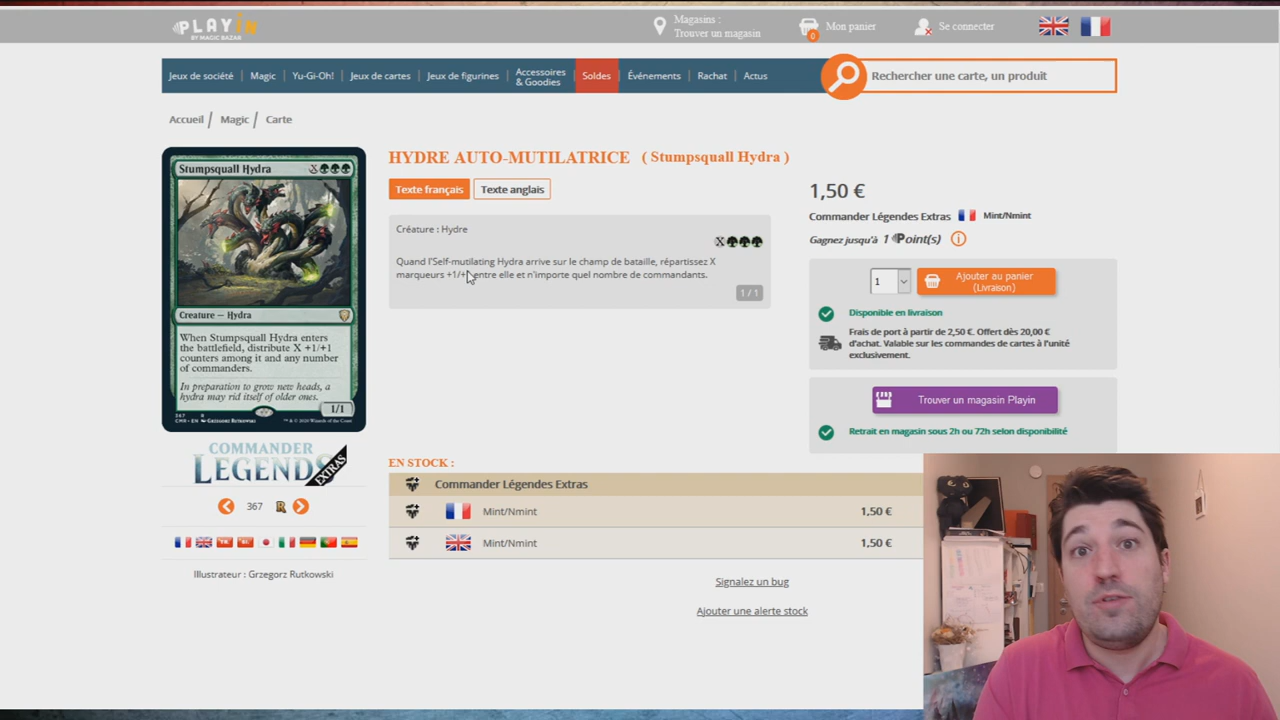 PLAYIN
BY MAGIC BAZAR
Magasins :
Trouver un magasin
0
Mon panier
Se connecter
Jeux de société | Magic | Yu-Gi-Oh! | Jeux de cartes | Jeux de figurines | Accessoires & Goodies | Soldes | Événements | Rachat | Actus
Rechercher une carte, un produit
Accueil / Magic / Carte
Stumpsquall Hydra X
Creature — Hydra
When Stumpsquall Hydra enters
the battlefield, distribute X +1/+1
counters among it and any number
of commanders.
In preparation to grow new heads, a
hydra may rid itself of older ones.
1/1
367 R
CMR • EN Grzegorz Rutkowski
COMMANDER
LEGENDS
EXTRAS
367 R
Illustrateur : Grzegorz Rutkowski
HYDRE AUTO-MUTILATRICE ( Stumpsquall Hydra )
Texte français
Texte anglais
Créature : Hydre
X
Quand l'Self-mutilating Hydra arrive sur le champ de bataille, répartissez X
marqueurs +1/+1 entre elle et n'importe quel nombre de commandants.
1 / 1
1,50 €
Commander Légendes Extras Mint/Nmint
Gagnez jusqu'à 1 Point(s) i
1
Ajouter au panier
(Livraison)
Disponible en livraison
Frais de port à partir de 2,50 €. Offert dès 20,00 €
d'achat. Valable sur les commandes de cartes à l'unité
exclusivement.
Trouver un magasin Playin
Retrait en magasin sous 2h ou 72h selon disponibilité
EN STOCK :
Commander Légendes Extras
Mint/Nmint 1,50 €
Mint/Nmint 1,50 €
Signalez un bug
Ajouter une alerte stock